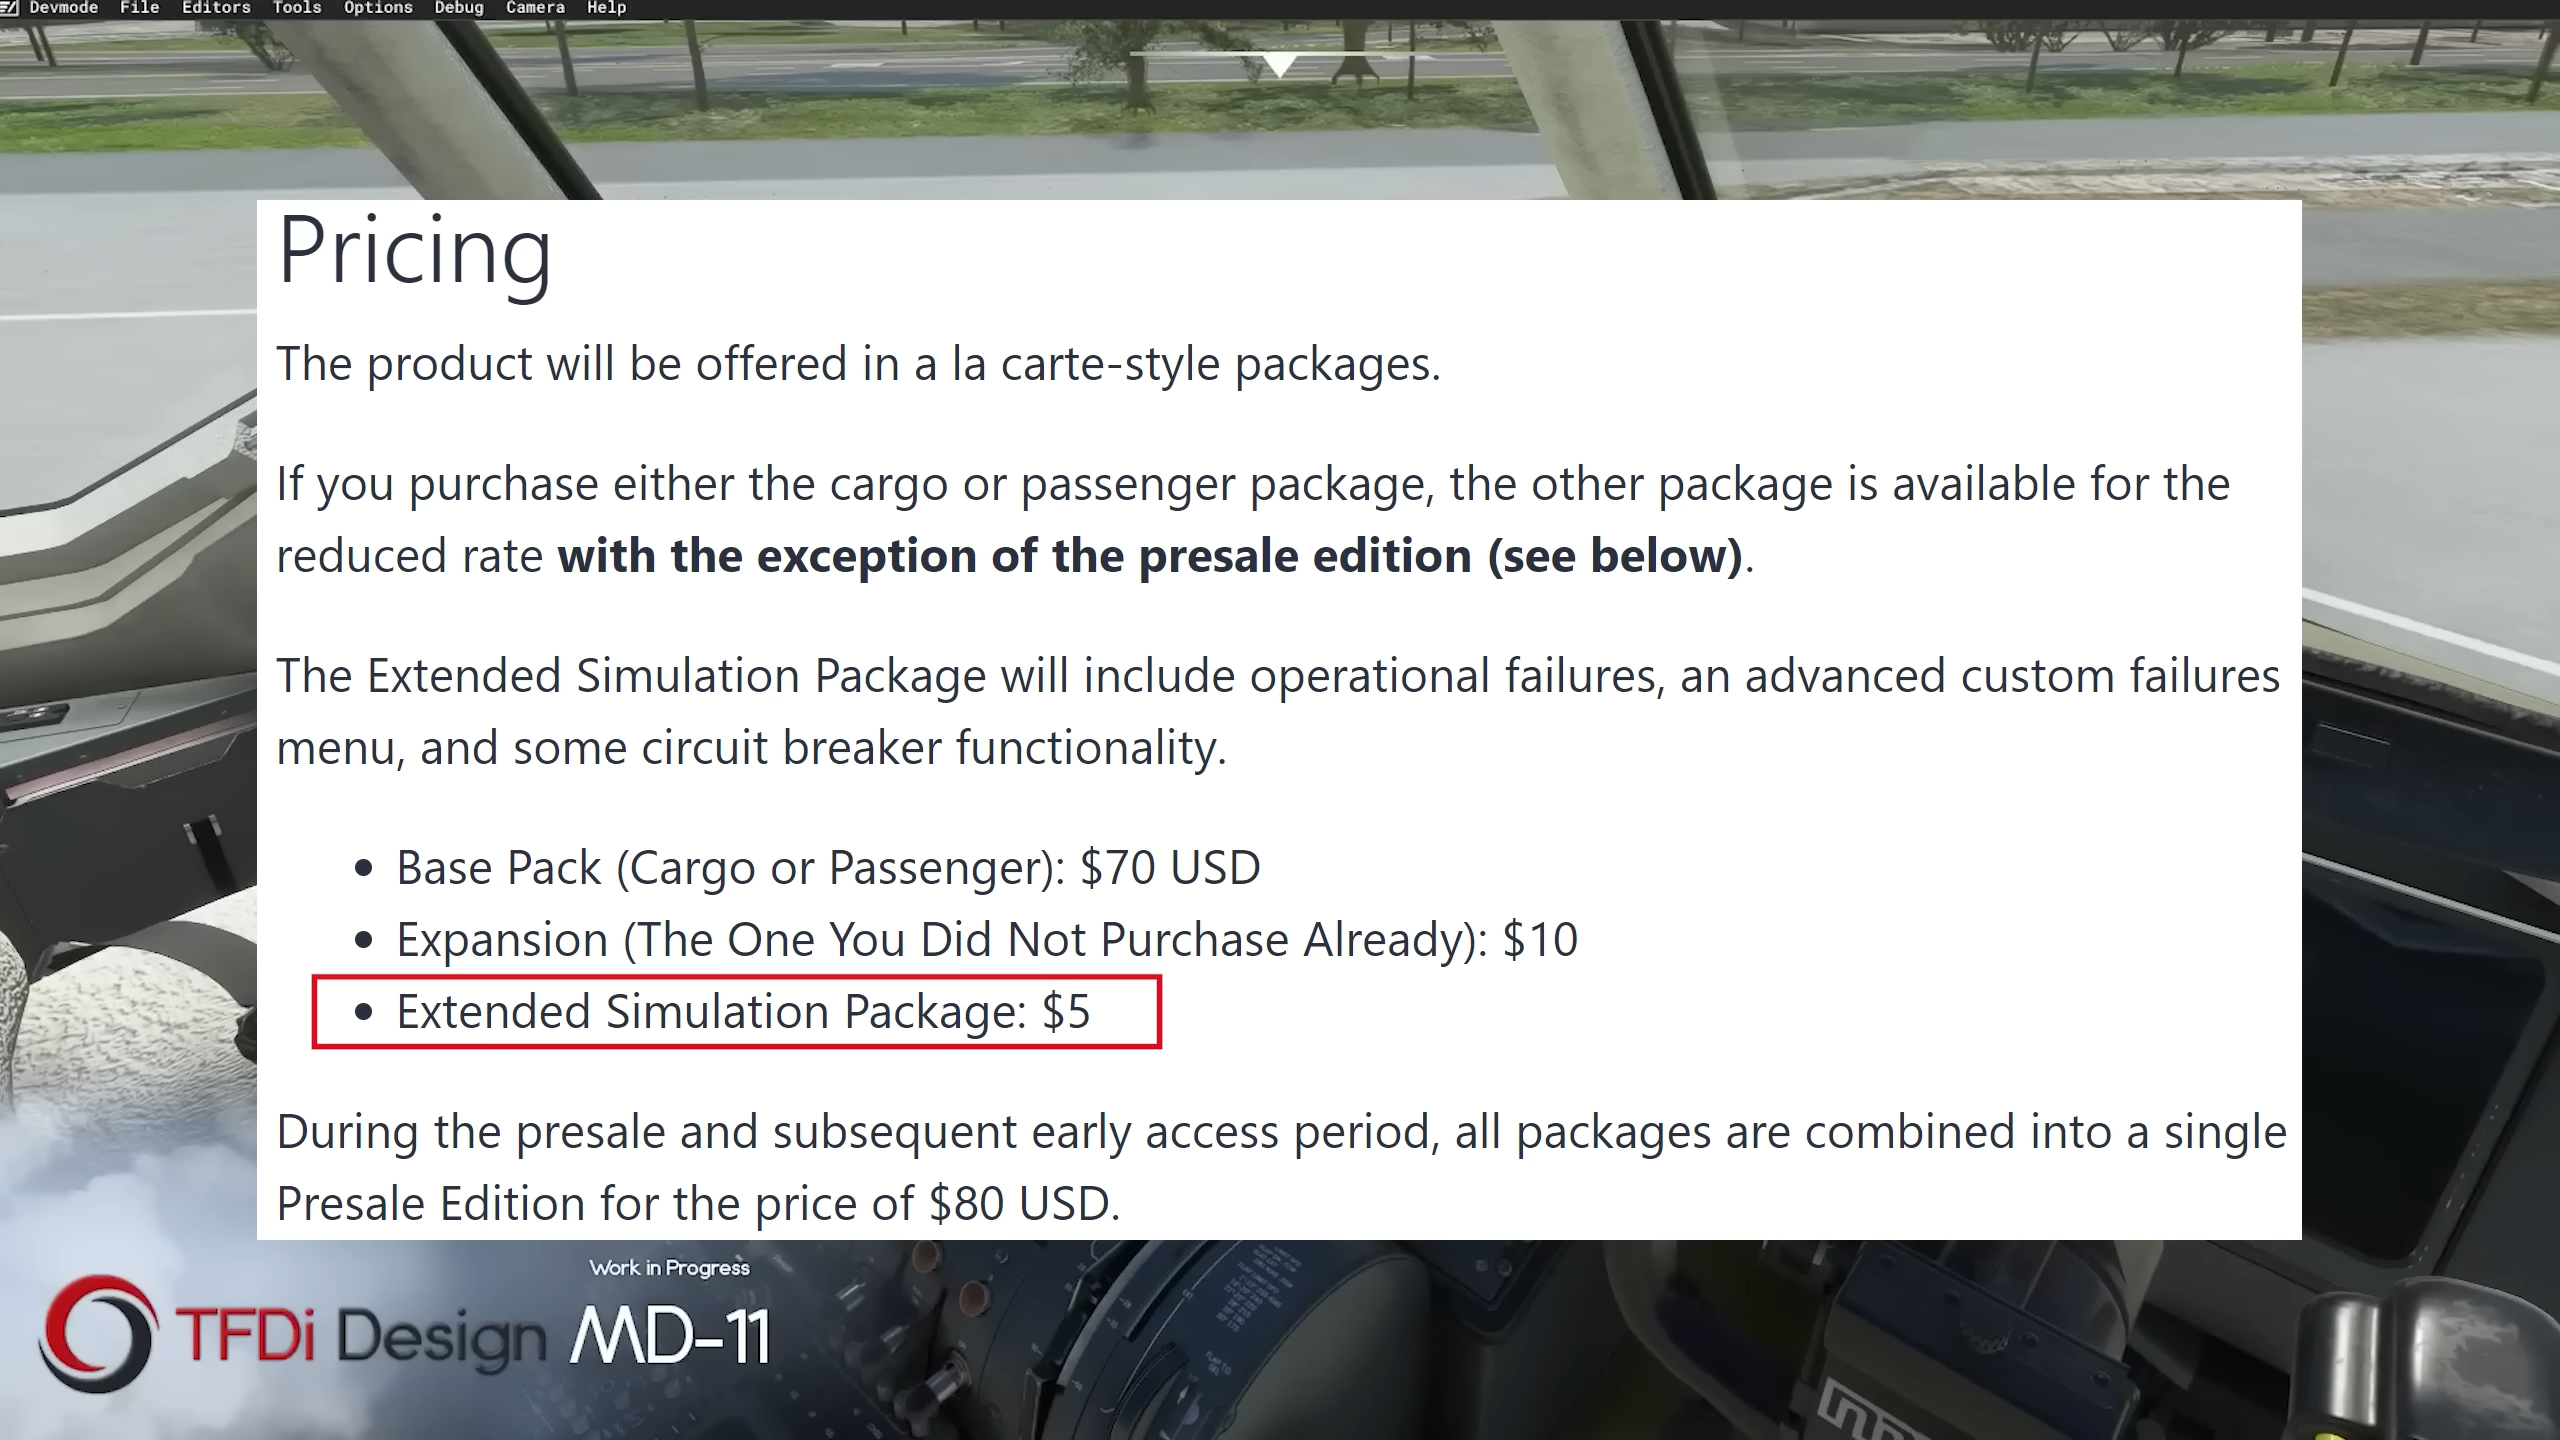 Devmode File Editors Tools Options Debug Camera Help
Pricing
The product will be offered in a la carte-style packages.
If you purchase either the cargo or passenger package, the other package is available for the
reduced rate with the exception of the presale edition (see below).
The Extended Simulation Package will include operational failures, an advanced custom failures
menu, and some circuit breaker functionality.
• Base Pack (Cargo or Passenger): $70 USD
• Expansion (The One You Did Not Purchase Already): $10
• Extended Simulation Package: $5
During the presale and subsequent early access period, all packages are combined into a single
Presale Edition for the price of $80 USD.
Work in Progress
TFDi Design MD-11